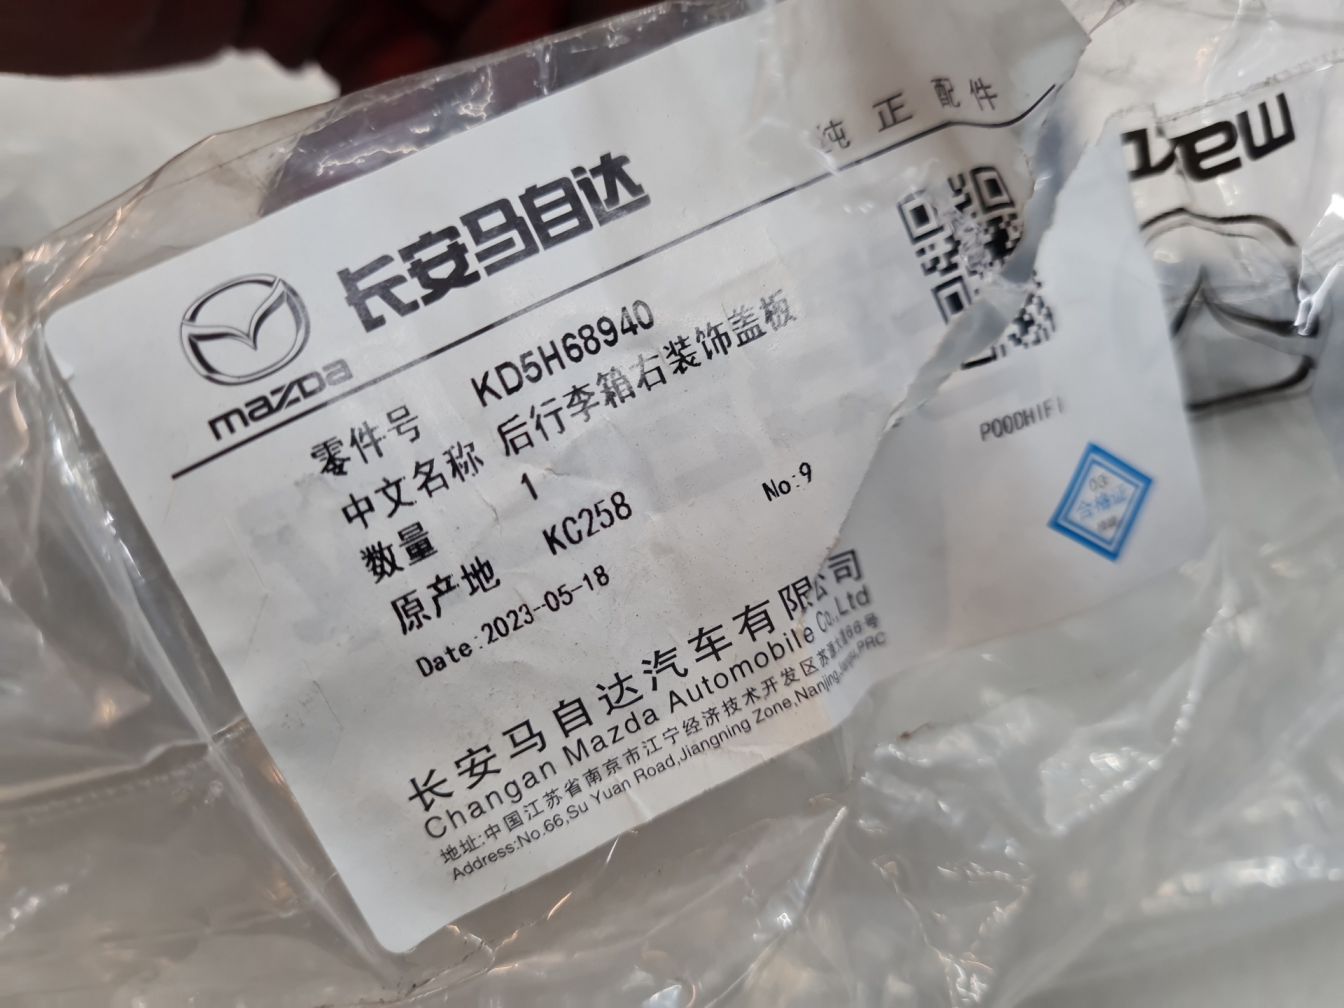 纯正配件
长安马自达
mazda
零件号 KD5H68940
中文名称 后行李箱右装饰盖板
数量 1
原产地 KC258
Date:2023-05-18
No:9
P00DHIFI
合格证
长安马自达汽车有限公司
Changan Mazda Automobile Co.,Ltd
地址:中国江苏省南京市江宁经济技术开发区苏源大道66号
Address:No.66,Su Yuan Road,Jiangning Zone,Nanjing,Jiangsu,PRC